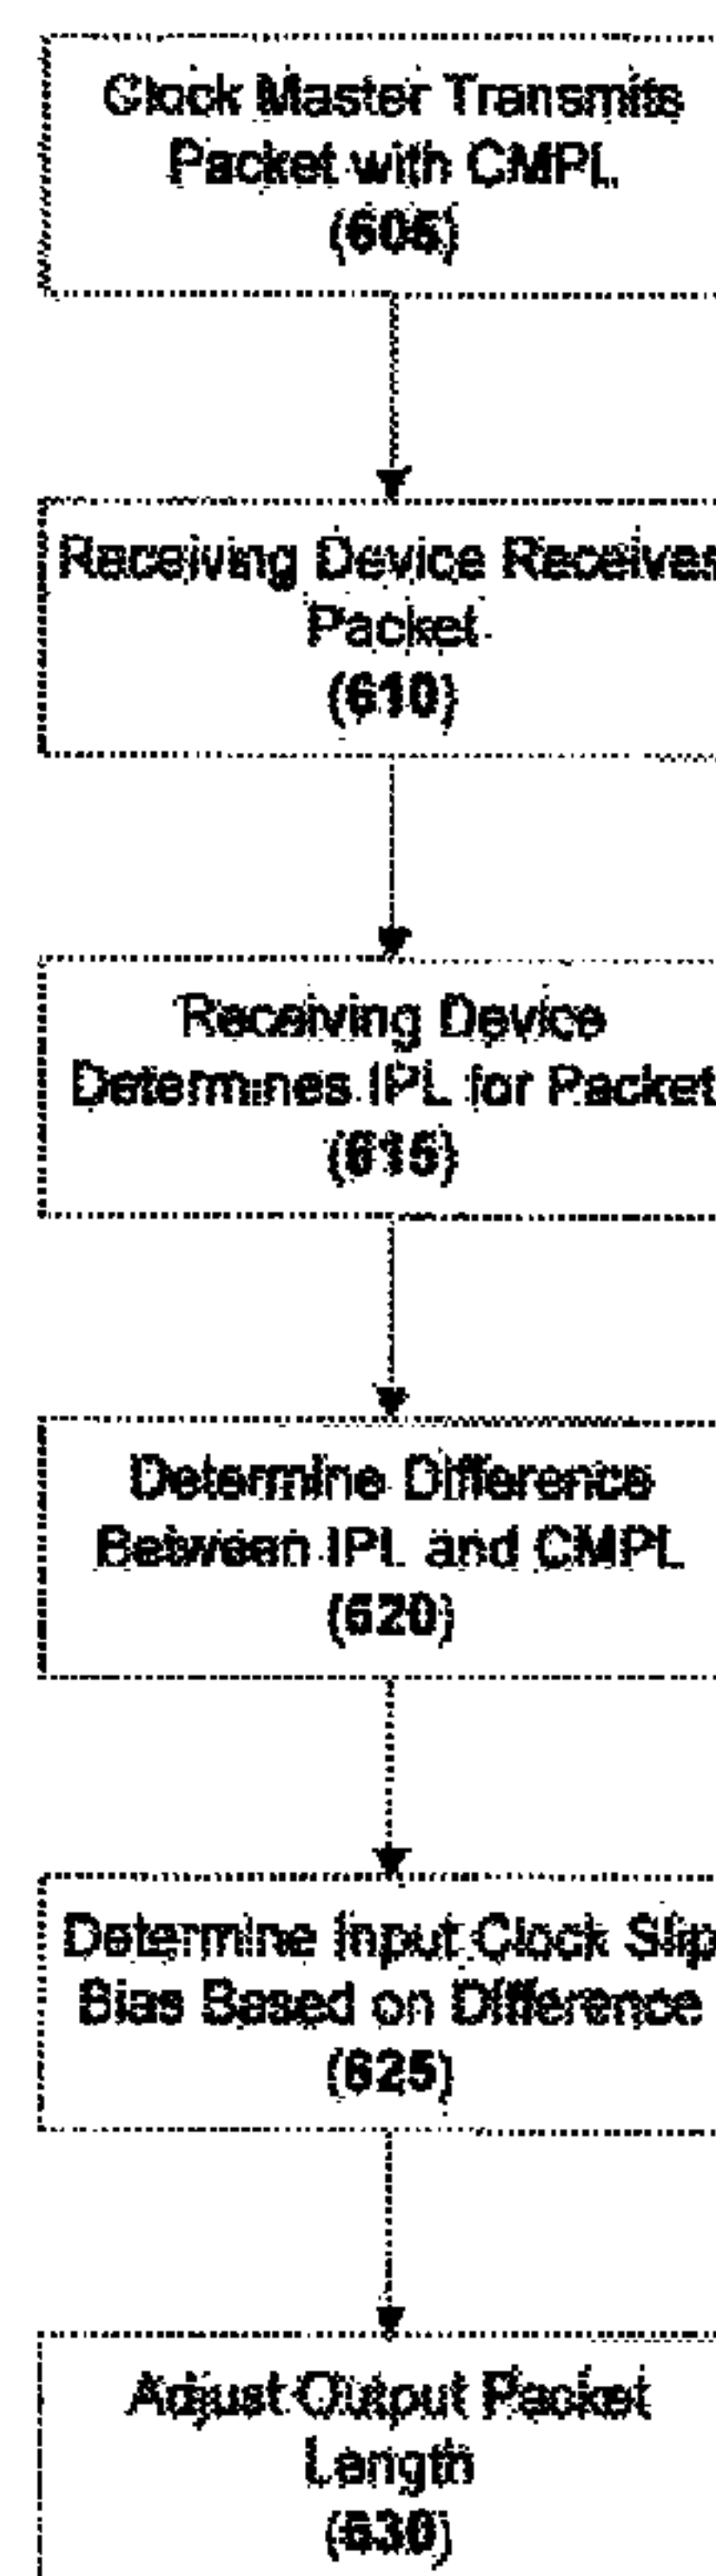 Clock Master Transmits
Packet with CMPL
(605)
Receiving Device Receives
Packet
(610)
Receiving Device
Determines IPL for Packet
(615)
Determine Difference
Between IPL and CMPL
(620)
Determine Input Clock Slip
Bias Based on Difference
(625)
Adjust Output Packet
Length
(630)